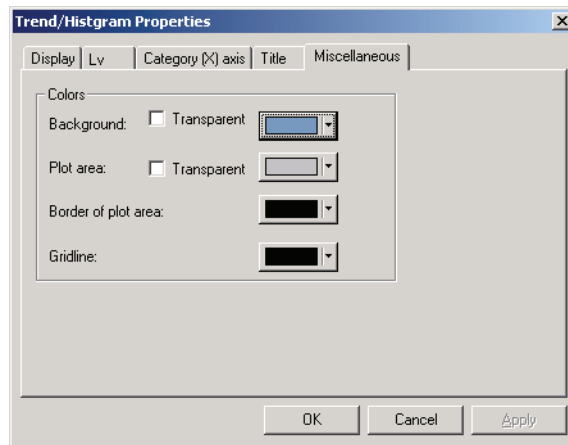 Trend/Histgram Properties
Display Lv Category (X) axis Title Miscellaneous
Colors
Background: Transparent
Plot area: Transparent
Border of plot area:
Gridline:
OK Cancel Apply